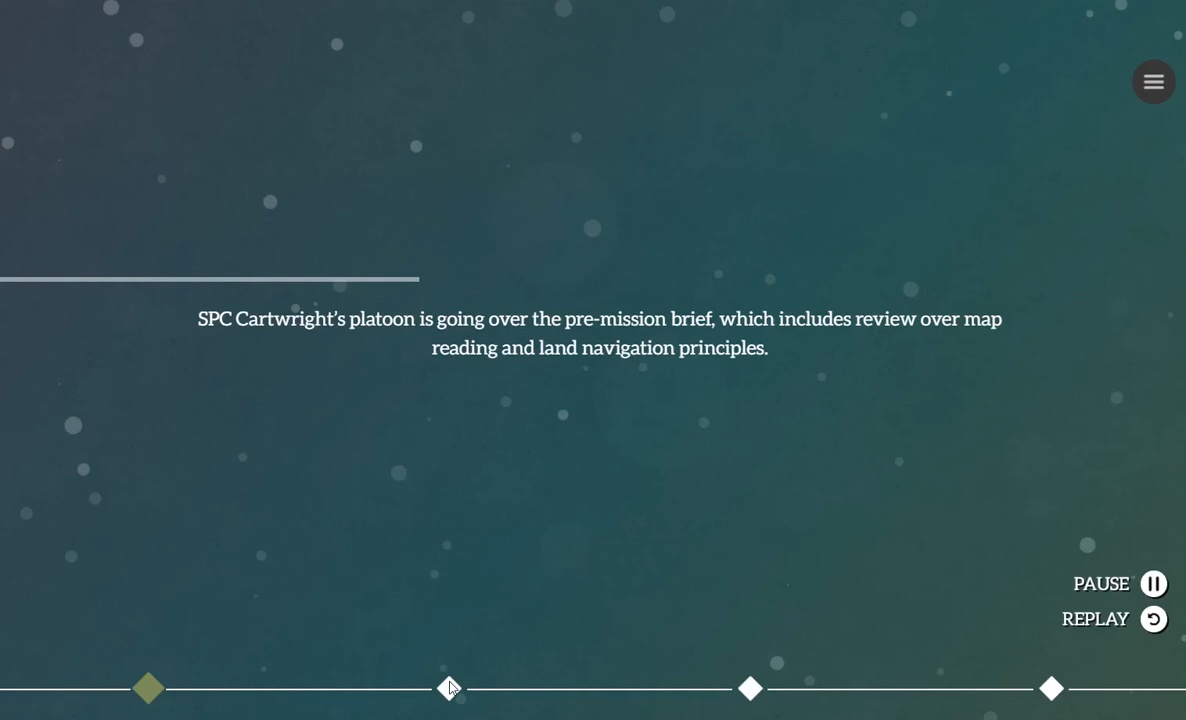 SPC Cartwright’s platoon is going over the pre-mission brief, which includes review over map
reading and land navigation principles.
PAUSE
REPLAY